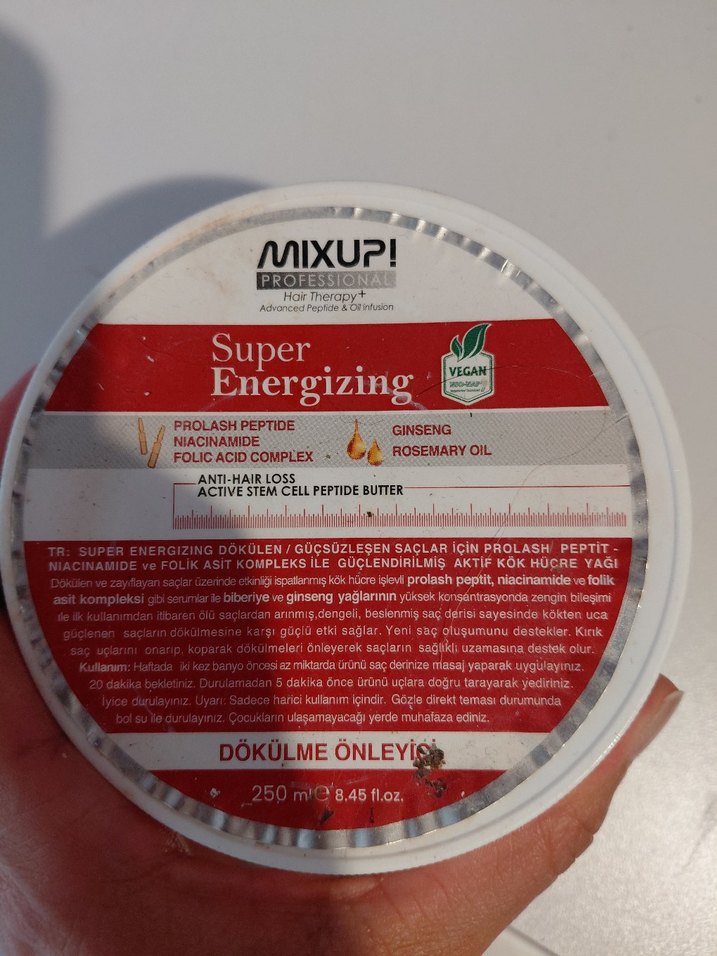 MIXUP!
PROFESSIONAL
Hair Therapy+
Advanced Peptide & Oil infusion
Super
Energizing
VEGAN
PROLASH PEPTIDE
NIACINAMIDE
FOLIC ACID COMPLEX
GINSENG
ROSEMARY OIL
ANTI-HAIR LOSS
ACTIVE STEM CELL PEPTIDE BUTTER
TR: SUPER ENERGIZING DÖKÜLEN / GÜÇSÜZLEŞEN SAÇLAR İÇİN PROLASH PEPTİT -
NIACINAMIDE ve FOLİK ASİT KOMPLEKS İLE GÜÇLENDİRİLMİŞ AKTİF KÖK HÜCRE YAĞI
Dökülen ve zayıflayan saçlar üzerinde etkinliği ispatlanmış kök hücre işlevli prolash peptit, niacinamide ve folik
asit kompleksi gibi serumlar ile biberiye ve ginseng yağlarının yüksek konsantrasyonda zengin bileşimi
ile ilk kullanımdan itibaren ölü saçlardan arınmış,dengeli, beslenmiş saç derisi sayesinde kökten uca
güçlenen saçların dökülmesine karşı güçlü etki sağlar. Yeni saç oluşumunu destekler. Kırık
saç uçlarını onarıp, koparak dökülmeleri önleyerek saçların sağlıklı uzamasına destek olur.
Kullanım: Haftada iki kez banyo öncesi az miktarda ürünü saç derinize masaj yaparak uygulayınız.
20 dakika bekletiniz. Durulamadan 5 dakika önce ürünü uçlara doğru tarayarak yediriniz.
İyice durulayınız. Uyarı: Sadece harici kullanım içindir. Gözle direkt teması durumunda
bol su ile durulayınız. Çocukların ulaşamayacağı yerde muhafaza ediniz.
DÖKÜLME ÖNLEYİCİ
250 ml ℮ 8.45 fl.oz.